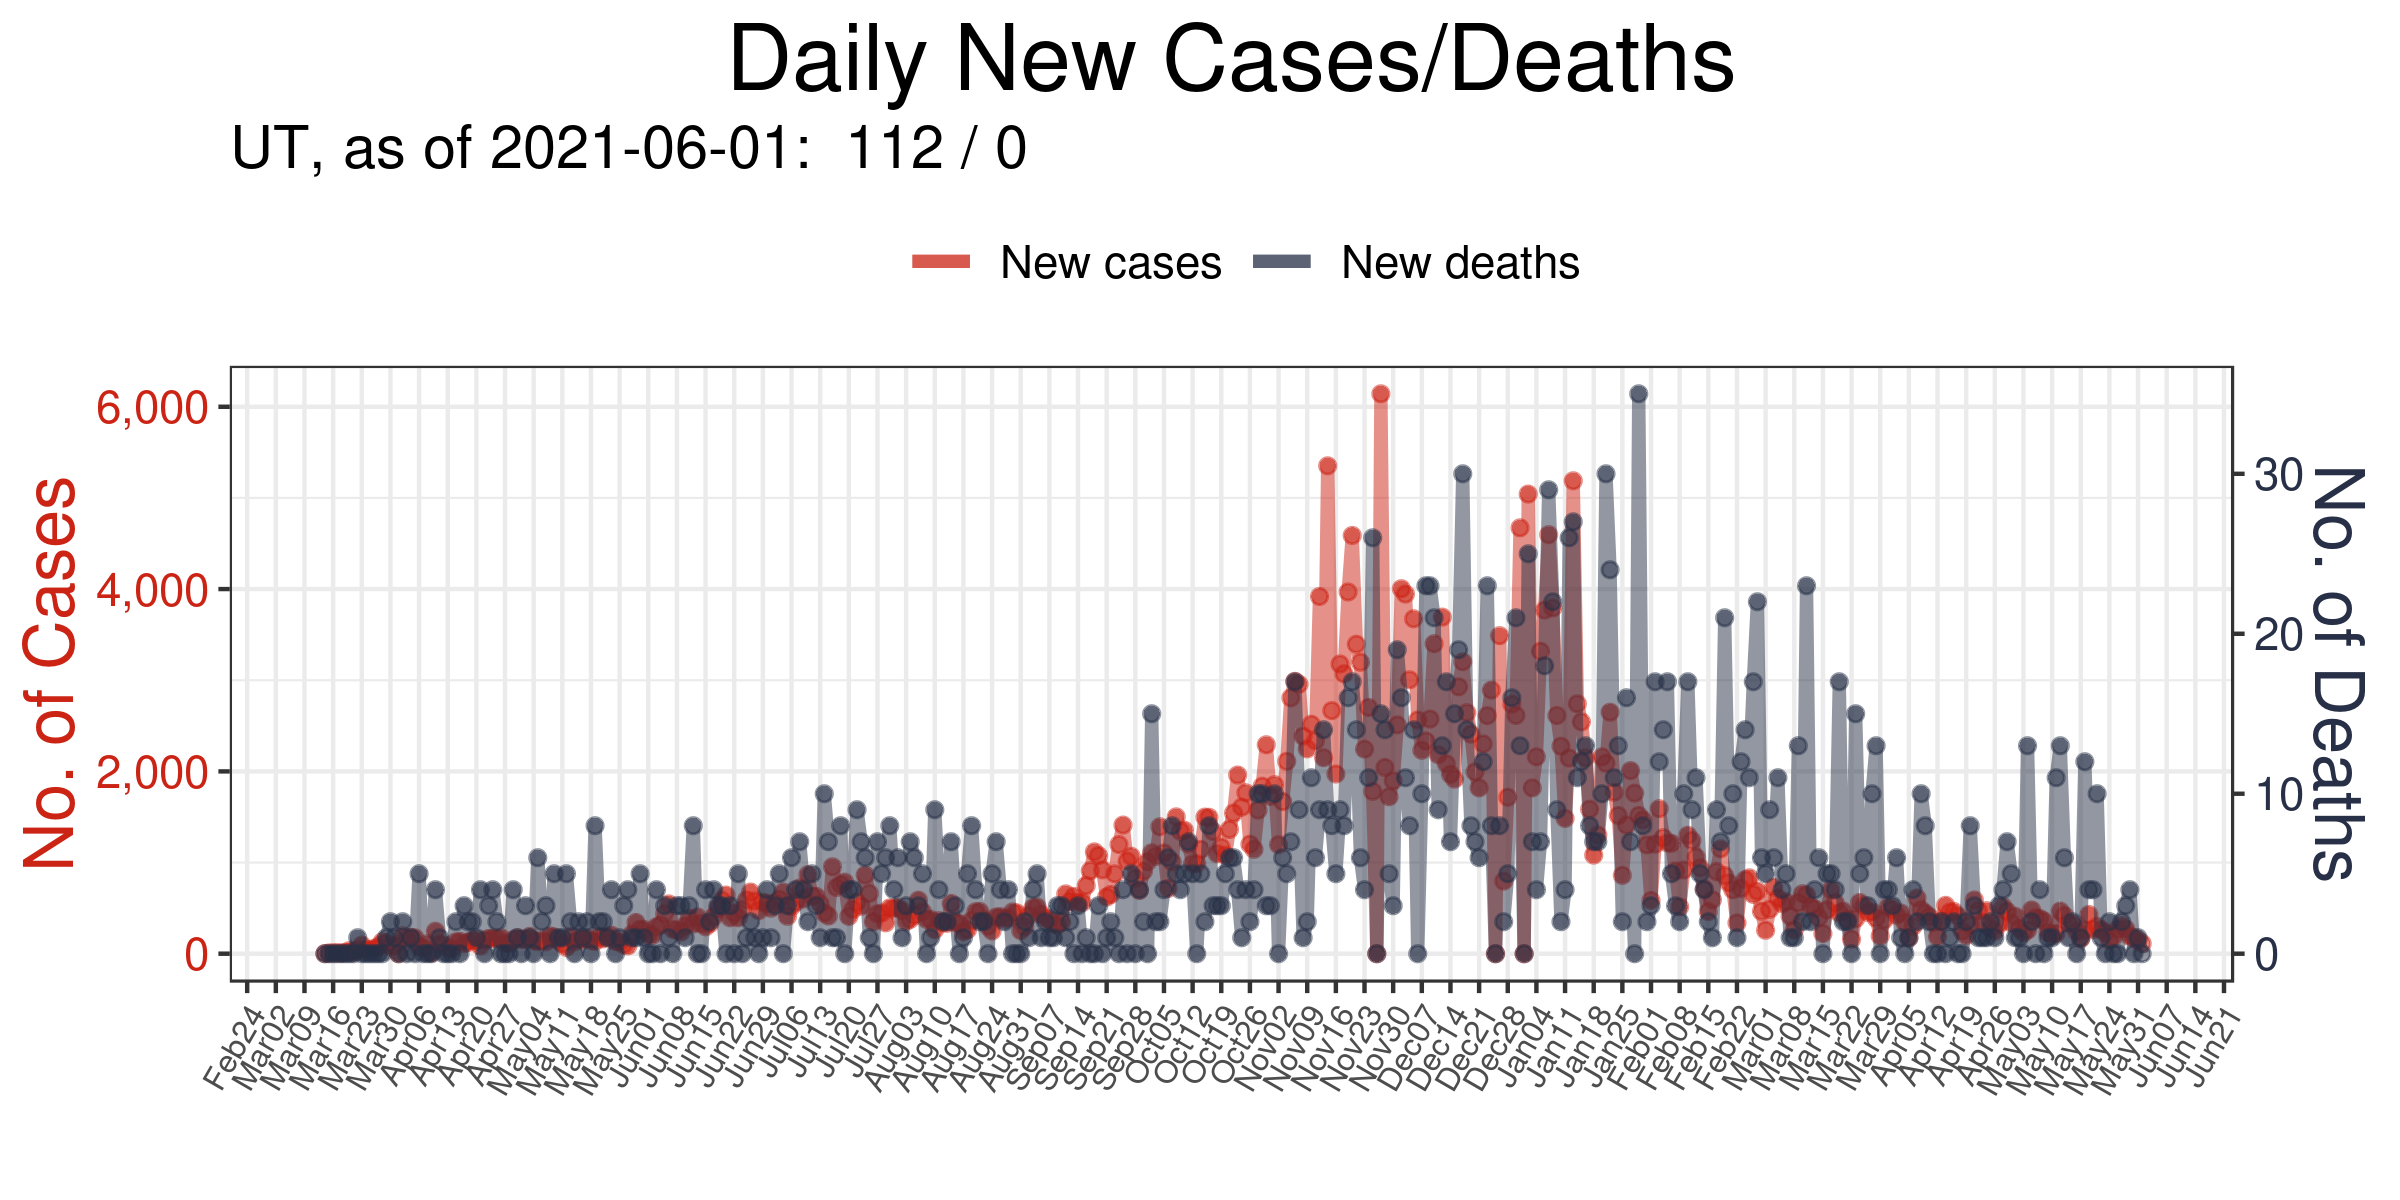 Daily New Cases/Deaths
UT, as of 2021-06-01:  112 / 0
New cases
New deaths
No. of Cases
6,000
4,000
2,000
0
30
20
10
0
No. of Deaths
Feb24
Mar02
Mar09
Mar16
Mar23
Mar30
Apr06
Apr13
Apr20
Apr27
May04
May11
May18
May25
Jun01
Jun08
Jun15
Jun22
Jun29
Jul06
Jul13
Jul20
Jul27
Aug03
Aug10
Aug17
Aug24
Aug31
Sep07
Sep14
Sep21
Sep28
Oct05
Oct12
Oct19
Oct26
Nov02
Nov09
Nov16
Nov23
Nov30
Dec07
Dec14
Dec21
Dec28
Jan04
Jan11
Jan18
Jan25
Feb01
Feb08
Feb15
Feb22
Mar01
Mar08
Mar15
Mar22
Mar29
Apr05
Apr12
Apr19
Apr26
May03
May10
May17
May24
May31
Jun07
Jun14
Jun21